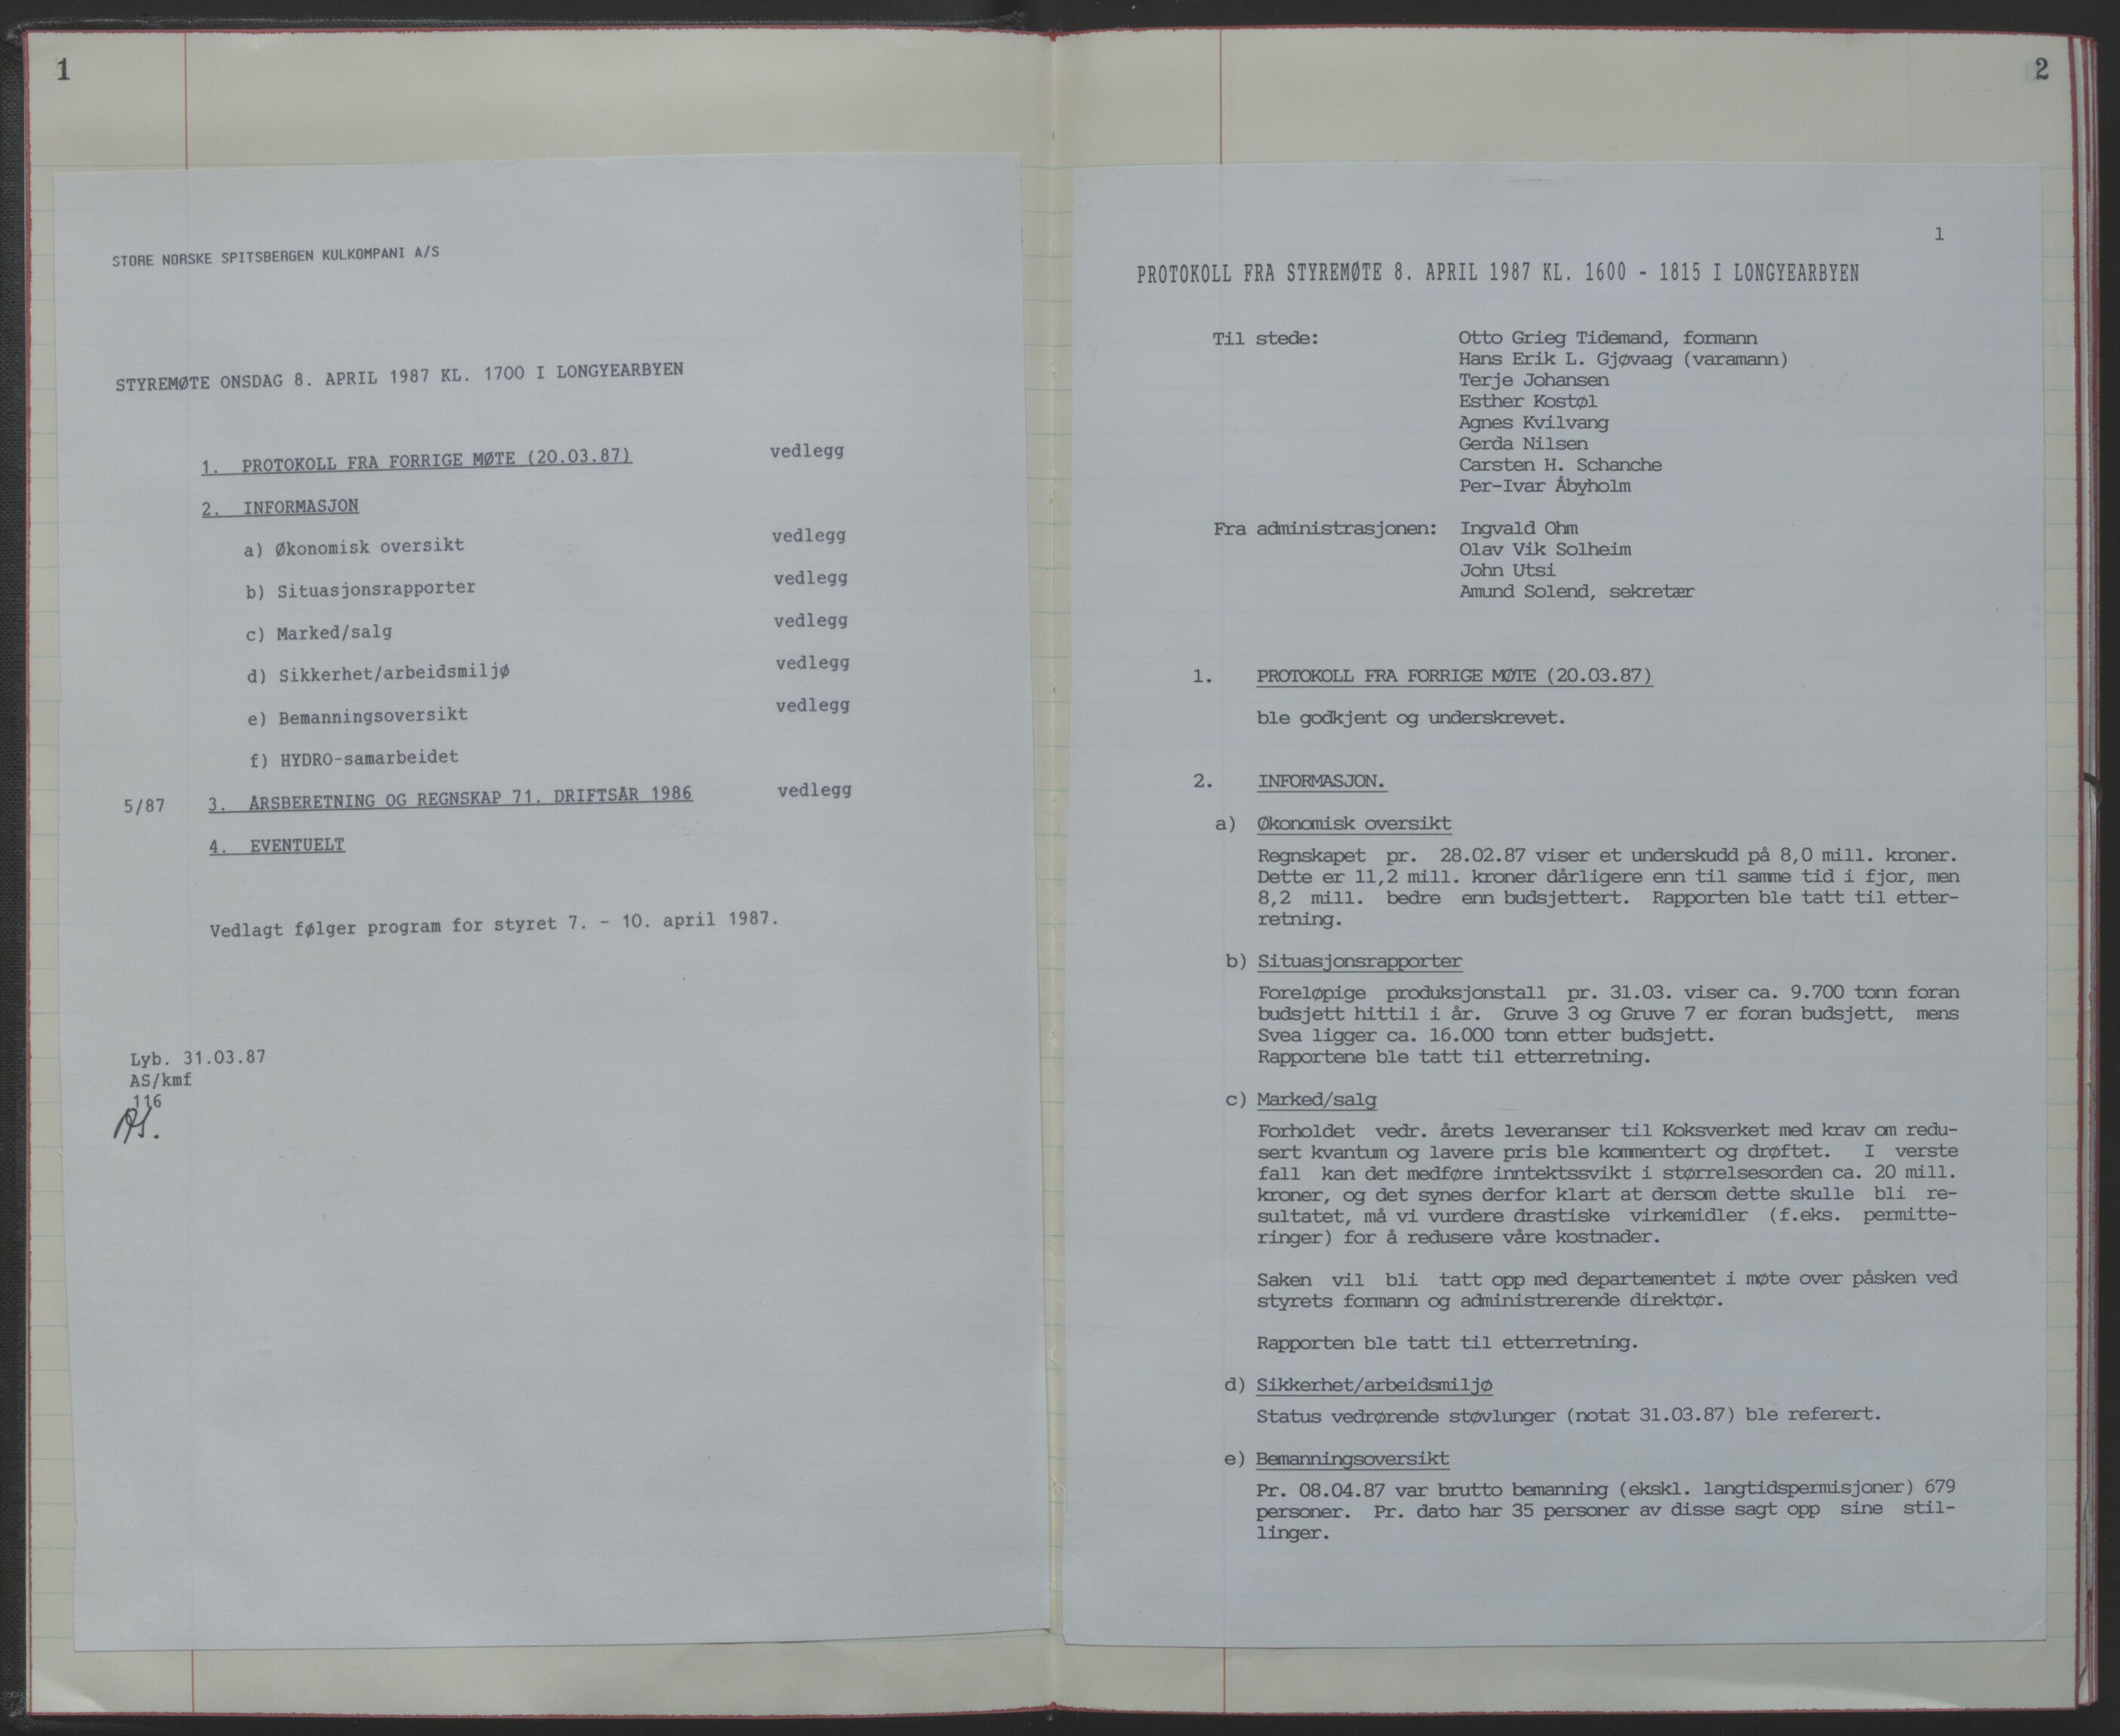 1
STORE NORSKE SPITSBERGEN KULKOMPANI A/S
STYREMØTE ONSDAG 8. APRIL 1987 KL. 1700 I LONGYEARBYEN
1. PROTOKOLL FRA FORRIGE MØTE (20.03.87) vedlegg
2. INFORMASJON
a) Økonomisk oversikt vedlegg
b) Situasjonsrapporter vedlegg
c) Marked/salg vedlegg
d) Sikkerhet/arbeidsmiljø vedlegg
e) Bemanningsoversikt vedlegg
f) HYDRO-samarbeidet
5/87 3. ÅRSBERETNING OG REGNSKAP 71. DRIFTSÅR 1986 vedlegg
4. EVENTUELT
Vedlagt følger program for styret 7. - 10. april 1987.
Lyb. 31.03.87
AS/kmf
116
AS.
2
1
PROTOKOLL FRA STYREMØTE 8. APRIL 1987 KL. 1600 - 1815 I LONGYEARBYEN
Til stede: Otto Grieg Tidemand, formann
Hans Erik L. Gjøvaag (varamann)
Terje Johansen
Esther Kostøl
Agnes Kvilvang
Gerda Nilsen
Carsten H. Schanche
Per-Ivar Åbyholm
Fra administrasjonen: Ingvald Ohm
Olav Vik Solheim
John Utsi
Amund Solend, sekretær
1. PROTOKOLL FRA FORRIGE MØTE (20.03.87)
ble godkjent og underskrevet.
2. INFORMASJON.
a) Økonomisk oversikt
Regnskapet pr. 28.02.87 viser et underskudd på 8,0 mill. kroner.
Dette er 11,2 mill. kroner dårligere enn til samme tid i fjor, men
8,2 mill. bedre enn budsjettert. Rapporten ble tatt til etter-
retning.
b) Situasjonsrapporter
Foreløpige produksjonstall pr. 31.03. viser ca. 9.700 tonn foran
budsjett hittil i år. Gruve 3 og Gruve 7 er foran budsjett, mens
Svea ligger ca. 16.000 tonn etter budsjett.
Rapportene ble tatt til etterretning.
c) Marked/salg
Forholdet vedr. årets leveranser til Koksverket med krav om redu-
sert kvantum og lavere pris ble kommentert og drøftet. I verste
fall kan det medføre inntektssvikt i størrelsesorden ca. 20 mill.
kroner, og det synes derfor klart at dersom dette skulle bli re-
sultatet, må vi vurdere drastiske virkemidler (f.eks. permitte-
ringer) for å redusere våre kostnader.
Saken vil bli tatt opp med departementet i møte over påsken ved
styrets formann og administrerende direktør.
Rapporten ble tatt til etterretning.
d) Sikkerhet/arbeidsmiljø
Status vedrørende støvlunger (notat 31.03.87) ble referert.
e) Bemanningsoversikt
Pr. 08.04.87 var brutto bemanning (ekskl. langtidspermisjoner) 679
personer. Pr. dato har 35 personer av disse sagt opp sine stil-
linger.